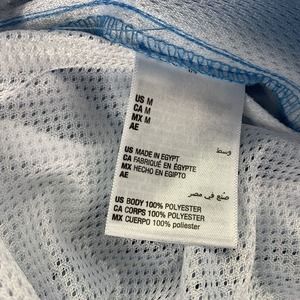 US M
CA M
MX M
AE وسط
US MADE IN EGYPT
CA FABRIQUÉ EN ÉGYPTE
MX HECHO EN EGIPTO
AE صنع في مصر
US BODY 100% POLYESTER
CA CORPS 100% POLYESTER
MX CUERPO 100% poliester